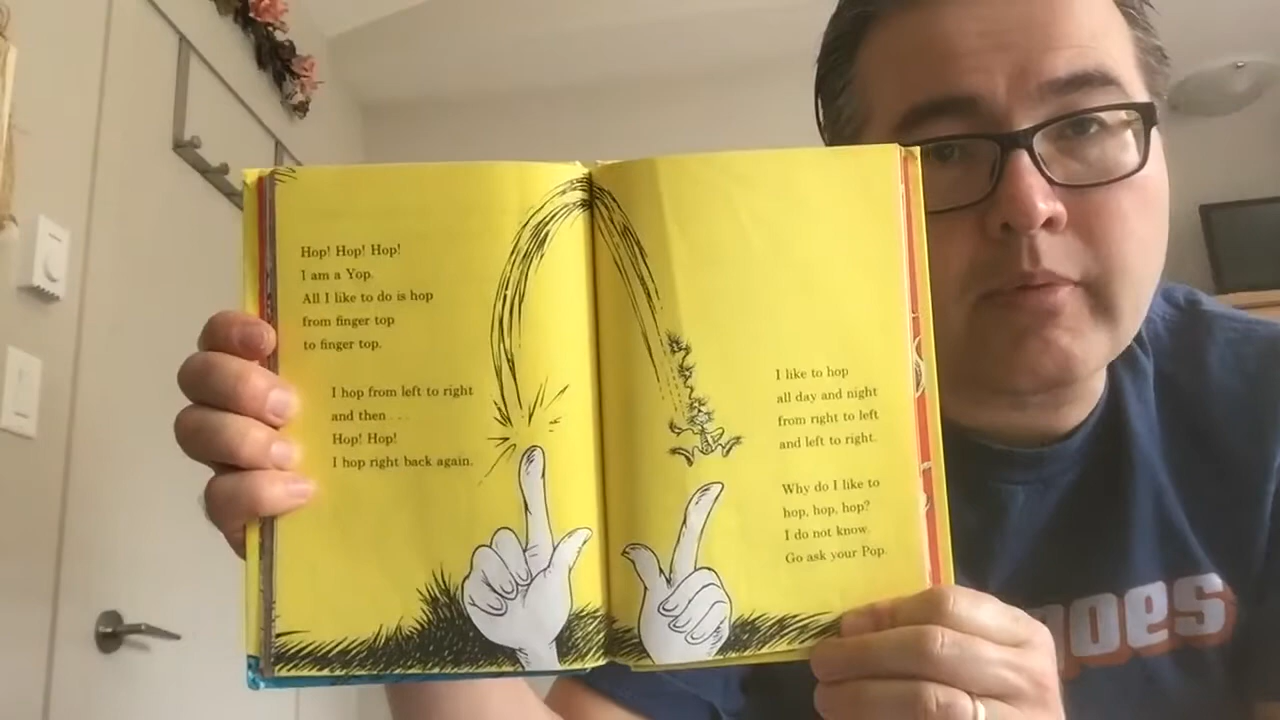 Hop! Hop! Hop!
I am a Yop.
All I like to do is hop
from finger top
to finger top.
I hop from left to right
and then . . .
Hop! Hop!
I hop right back again.
I like to hop
all day and night
from right to left
and left to right.
Why do I like to
hop, hop, hop?
I do not know.
Go ask your Pop.
goes